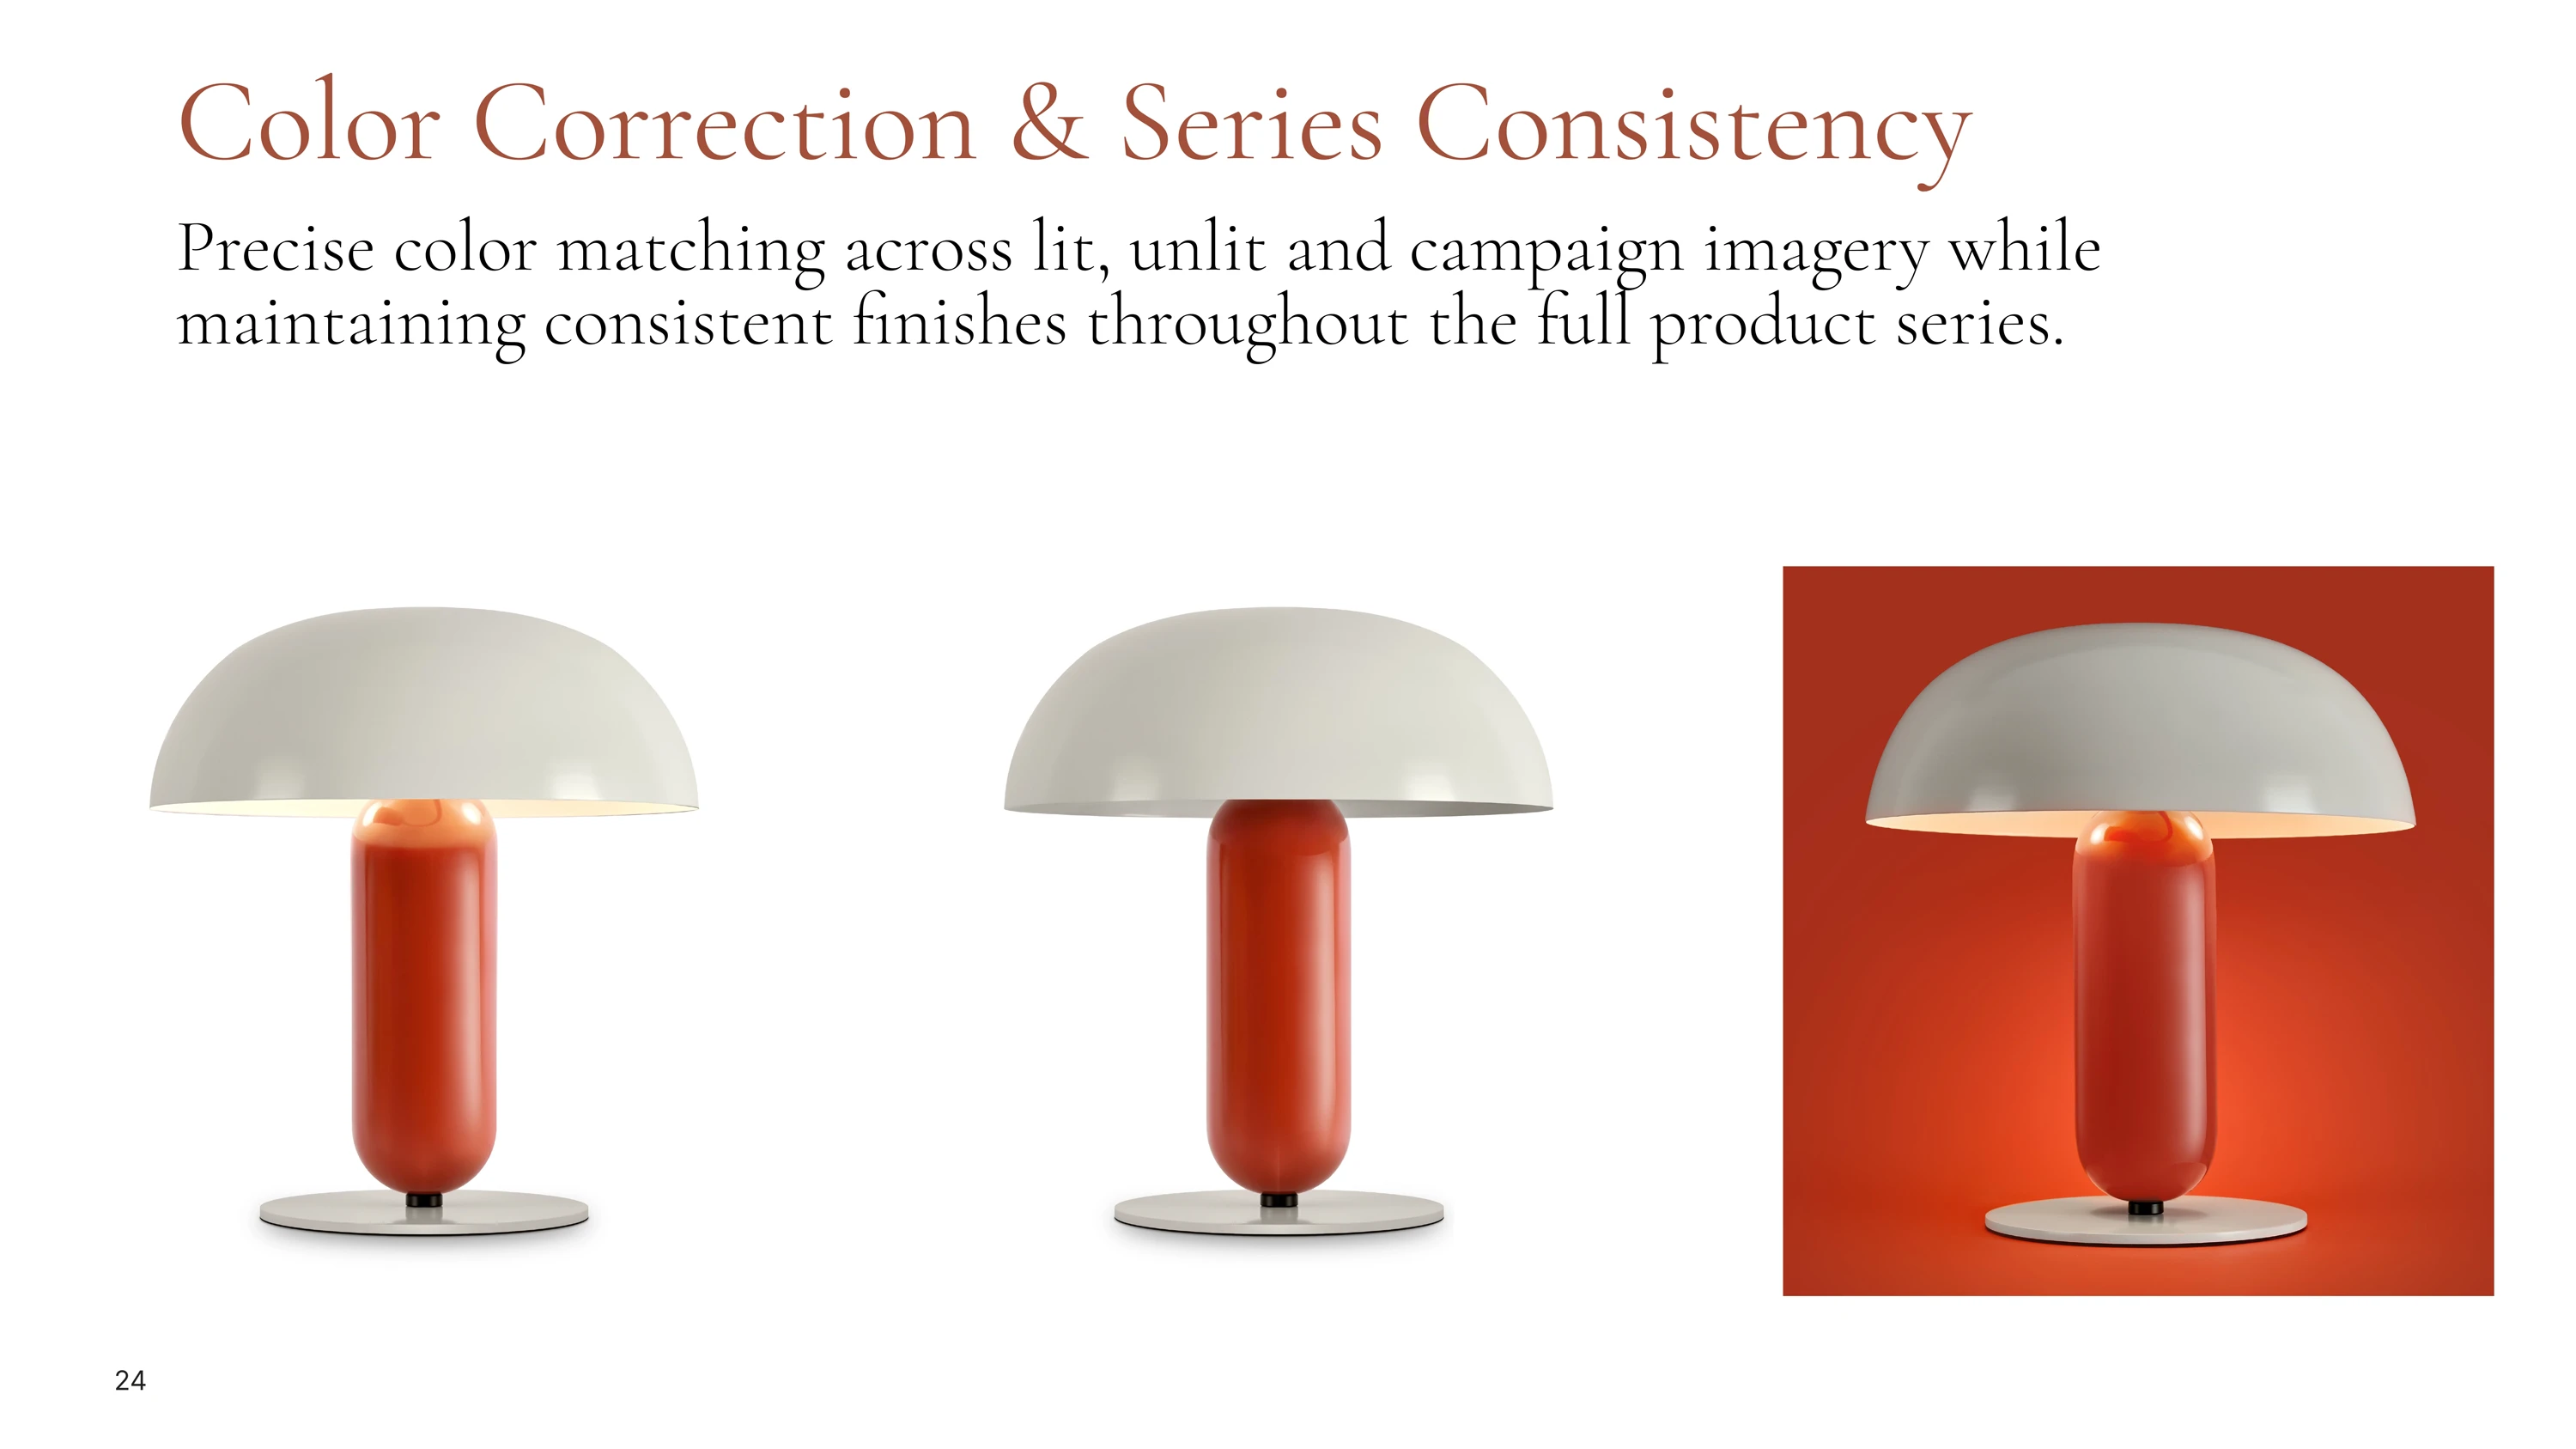 Color Correction & Series Consistency
Precise color matching across lit, unlit and campaign imagery while
maintaining consistent finishes throughout the full product series.
24